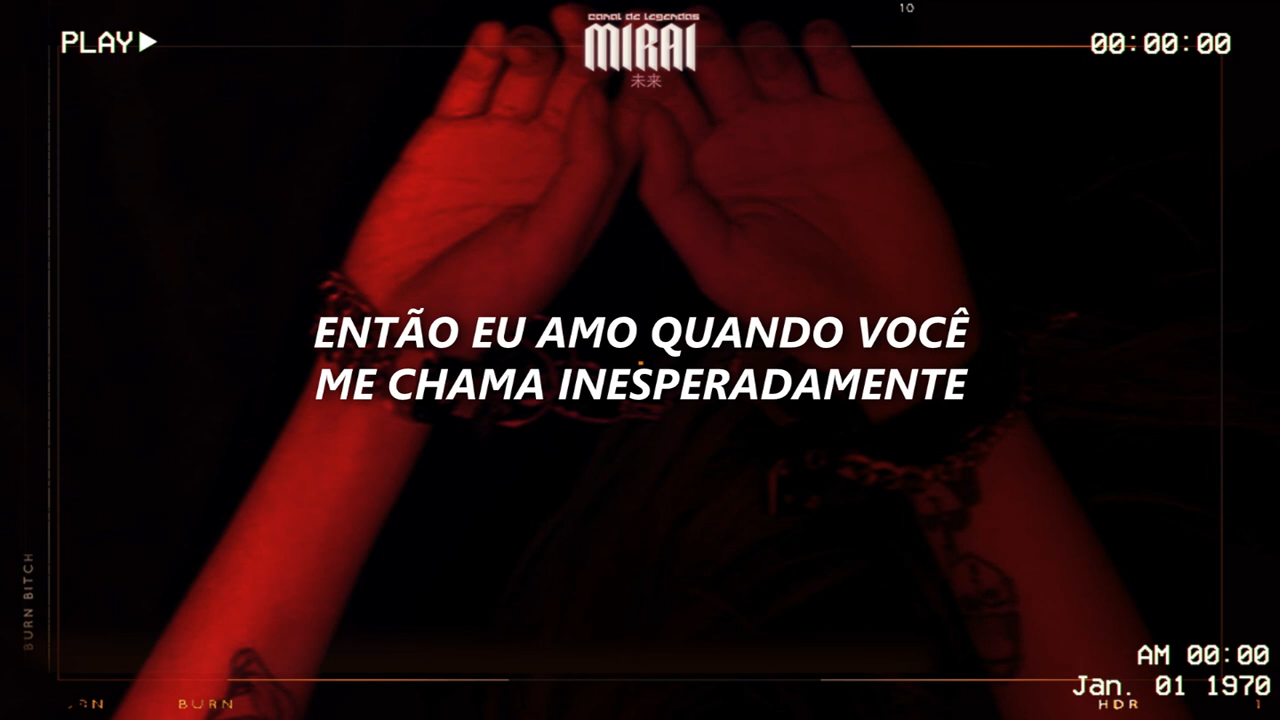 10
canal de legendas
MIRAI
未来
PLAY
00:00:00
ENTÃO EU AMO QUANDO VOCÊ
ME CHAMA INESPERADAMENTE
BURN BITCH
AM 00:00
Jan. 01 1970
BURN
HDR
1